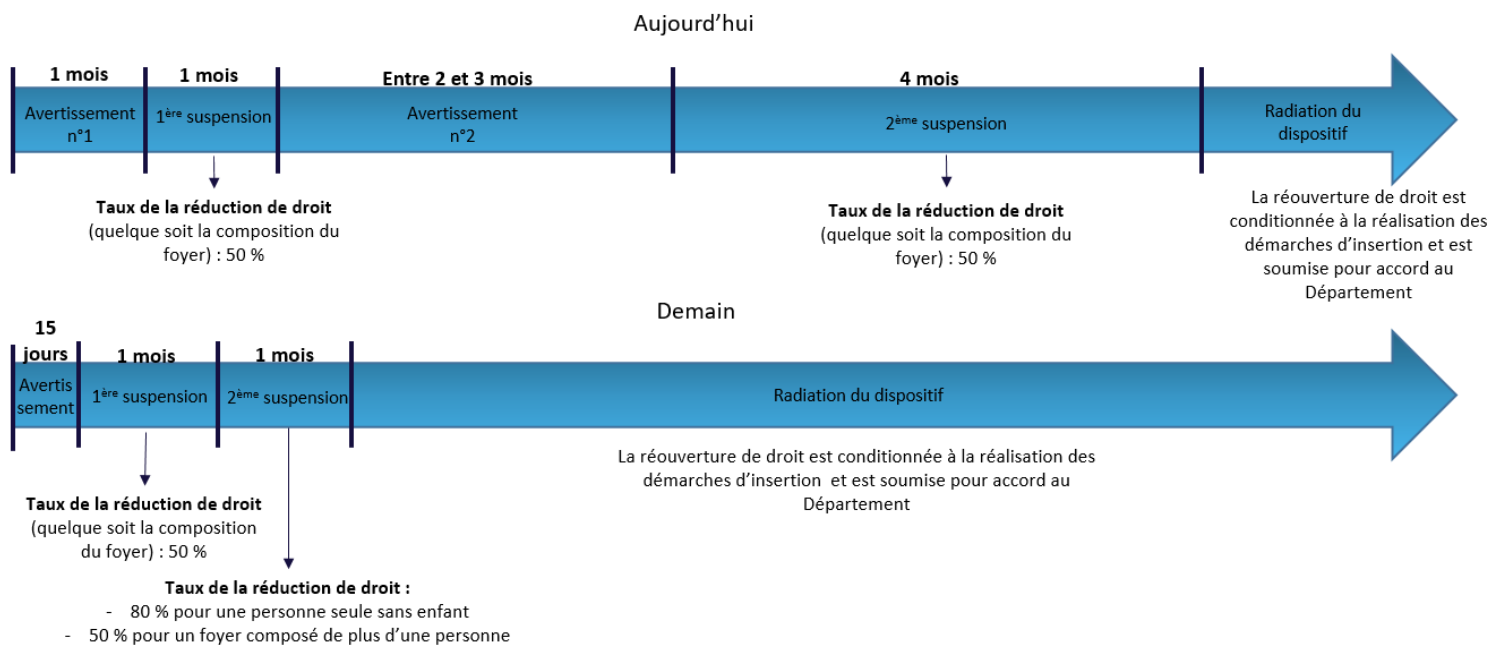 Aujourd’hui
1 mois
1 mois
Entre 2 et 3 mois
4 mois
Avertissement
n°1
1ère suspension
Avertissement
n°2
2ème suspension
Radiation du
dispositif
Taux de la réduction de droit
(quelque soit la composition du
foyer) : 50 %
Taux de la réduction de droit
(quelque soit la composition du
foyer) : 50 %
La réouverture de droit est
conditionnée à la réalisation des
démarches d’insertion et est
soumise pour accord au
Département
Demain
15
jours
1 mois
1 mois
Avertis
sement
1ère suspension
2ème suspension
Radiation du dispositif
La réouverture de droit est conditionnée à la réalisation des
démarches d’insertion et est soumise pour accord au
Département
Taux de la réduction de droit
(quelque soit la composition
du foyer) : 50 %
Taux de la réduction de droit :
- 80 % pour une personne seule sans enfant
- 50 % pour un foyer composé de plus d’une personne